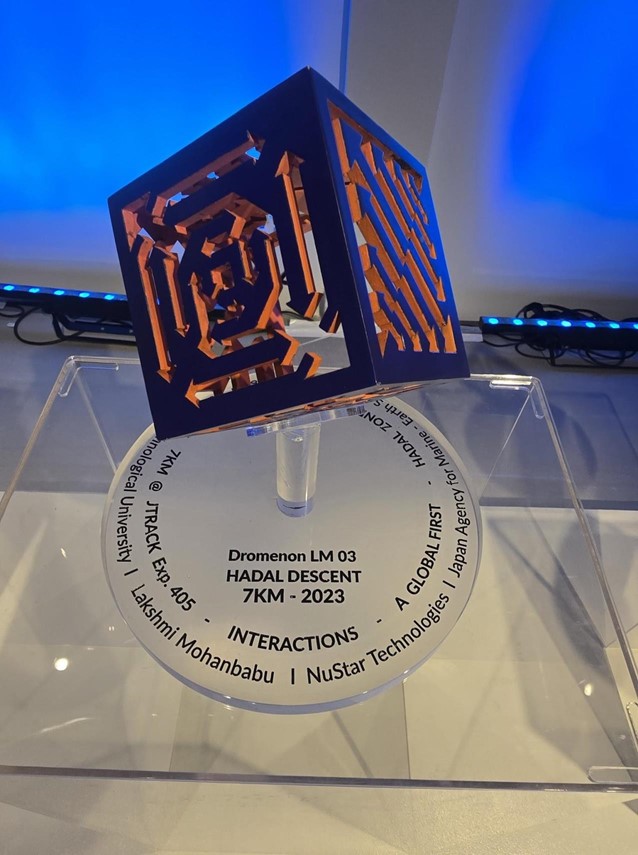 Dromenon LM 03
HADAL DESCENT
7KM - 2023
7KM @ JTRACK Exp. 405 - INTERACTIONS - A GLOBAL FIRST - HADAL ZONE
University I Lakshmi Mohanbabu I NuStar Technologies I Japan Agency for Marine-Earth